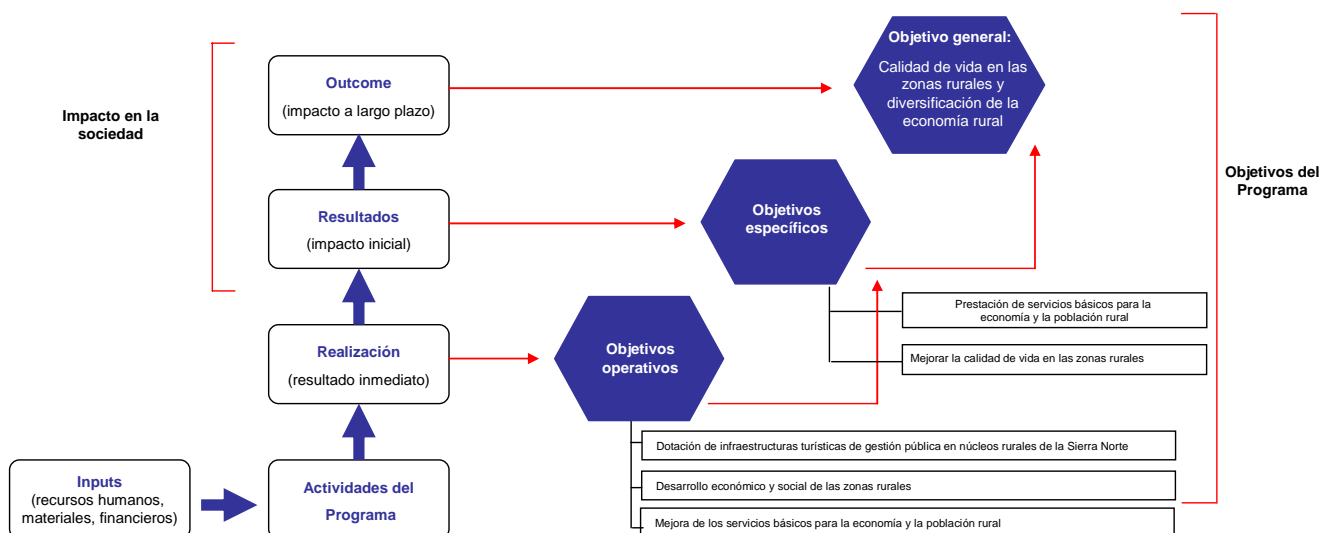 Objetivo general:
Calidad de vida en las
zonas rurales y
diversificación de la
economía rural
Outcome
(impacto a largo plazo)
Impacto en la
sociedad
Objetivos del
Programa
Resultados
(impacto inicial)
Objetivos
específicos
Prestación de servicios básicos para la
economía y la población rural
Mejorar la calidad de vida en las zonas rurales
Realización
(resultado inmediato)
Objetivos
operativos
Dotación de infraestructuras turísticas de gestión pública en núcleos rurales de la Sierra Norte
Desarrollo económico y social de las zonas rurales
Mejora de los servicios básicos para la economía y la población rural
Inputs
(recursos humanos,
materiales, financieros)
Actividades del
Programa